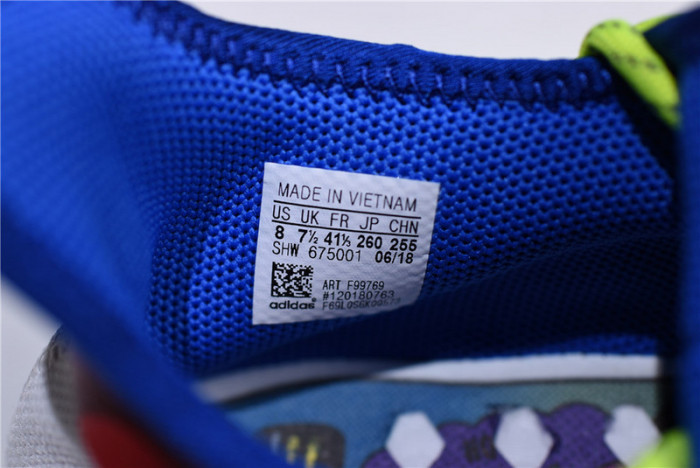 MADE IN VIETNAM
US UK FR JP CHN
8 7½ 41⅓ 260 255
SHW 675001 06/18
ART F99769
#120180763
adidas